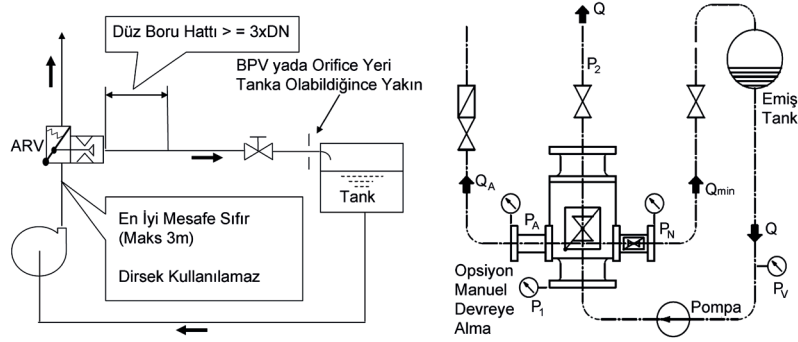 Düz Boru Hattı > = 3xDN
BPV yada Orifice Yeri
Tanka Olabildiğince Yakın
ARV
Tank
En İyi Mesafe Sıfır
(Maks 3m)
Dirsek Kullanılamaz
Q
P2
Emiş
Tank
QA
Qmin
PA
PN
Q
Opsiyon
Manuel
Devreye
Alma
P1
Pompa
PV